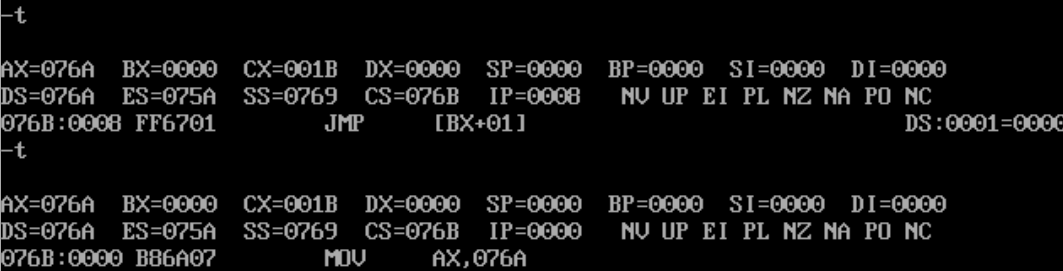 -t
AX=076A BX=0000 CX=001B DX=0000 SP=0000 BP=0000 SI=0000 DI=0000
DS=076A ES=075A SS=0769 CS=076B IP=0008 NV UP EI PL NZ NA PO NC
076B:0008 FF6701 JMP [BX+01] DS:0001=0000
-t
AX=076A BX=0000 CX=001B DX=0000 SP=0000 BP=0000 SI=0000 DI=0000
DS=076A ES=075A SS=0769 CS=076B IP=0000 NV UP EI PL NZ NA PO NC
076B:0000 B86A07 MOV AX,076A